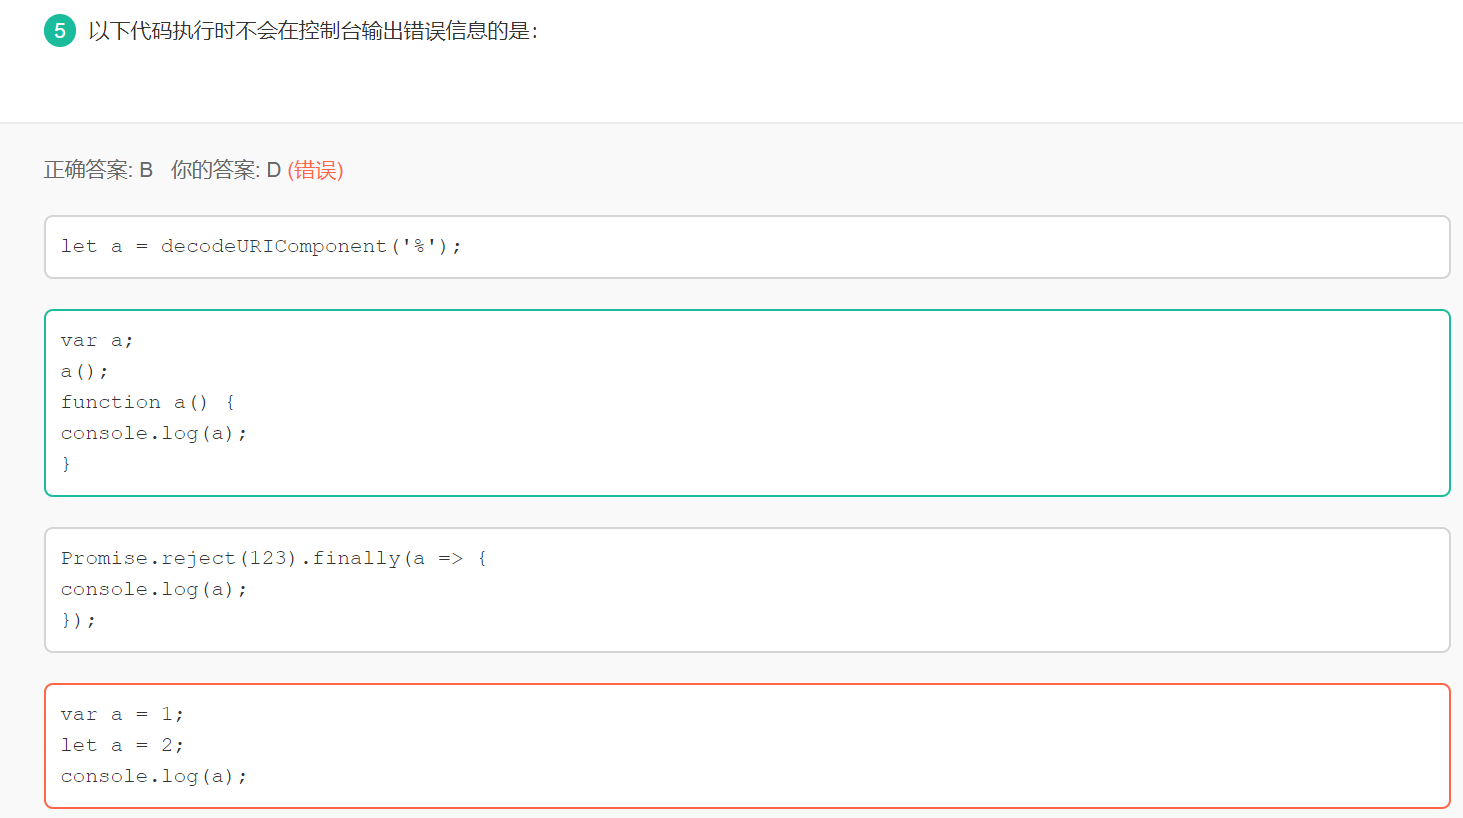 5 以下代码执行时不会在控制台输出错误信息的是：
正确答案: B 你的答案: D (错误)
let a = decodeURIComponent('%');
var a;
a();
function a() {
console.log(a);
}
Promise.reject(123).finally(a => {
console.log(a);
});
var a = 1;
let a = 2;
console.log(a);